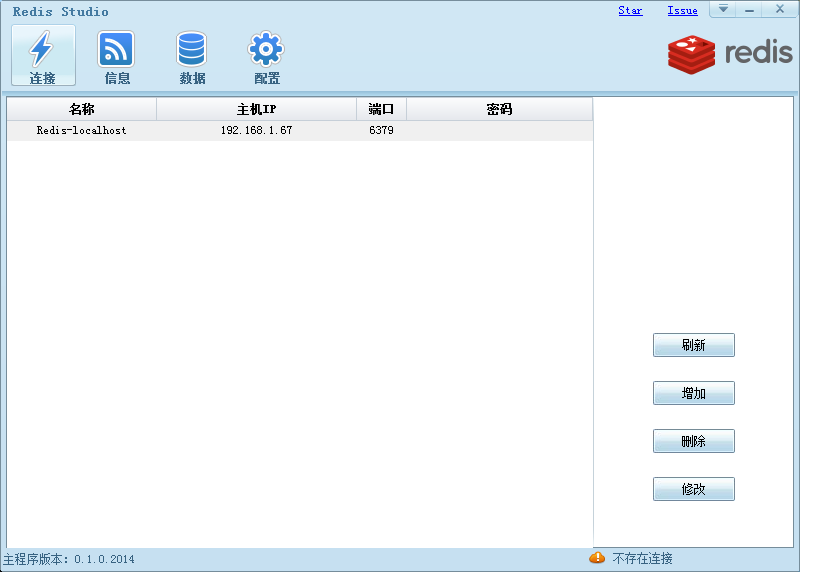 Redis Studio
Star Issue
连接 信息 数据 配置
redis
名称 主机IP 端口 密码
Redis-localhost 192.168.1.67 6379
刷新
增加
删除
修改
主程序版本: 0.1.0.2014 不存在连接